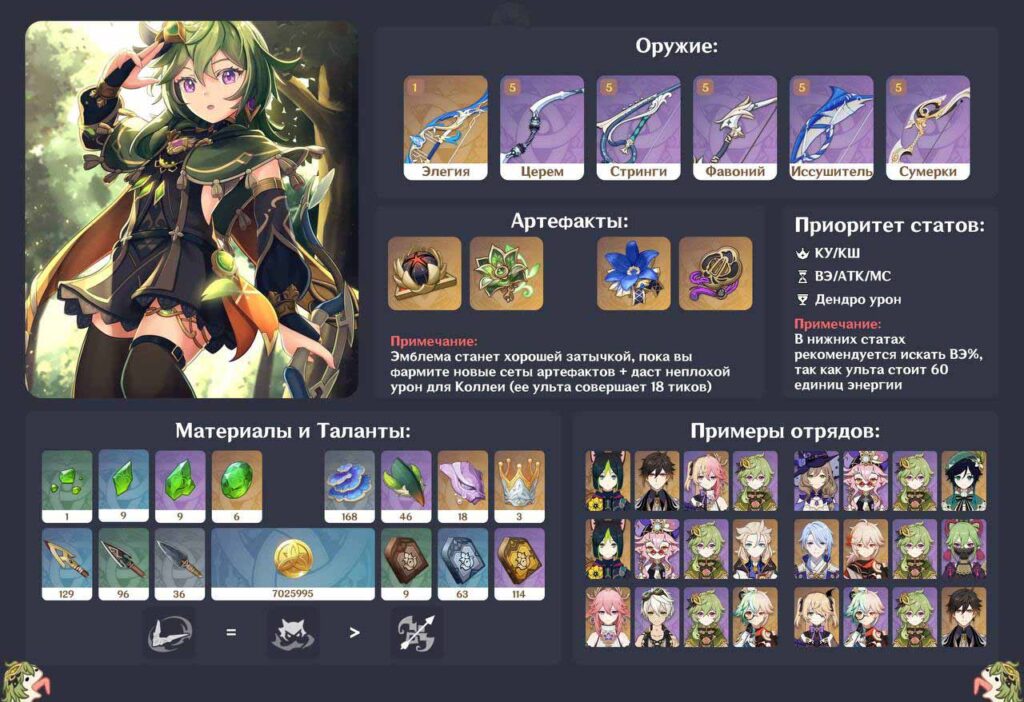 Оружие:
1 5 5 5 5 5
Элегия Церем Стринги Фавоний Иссушитель Сумерки
Артефакты:
Примечание:
Эмблема станет хорошей затычкой, пока вы
фармите новые сеты артефактов + даст неплохой
урон для Коллеи (ее ульта совершает 18 тиков)
Приоритет статов:
КУ/КШ
ВЭ/АТК/МС
Дендро урон
Примечание:
В нижних статах
рекомендуется искать ВЭ%,
так как ульта стоит 60
единиц энергии
Материалы и Таланты:
1 9 9 6 168 46 18 3
129 96 36 7025995 9 63 114
= >
Примеры отрядов: